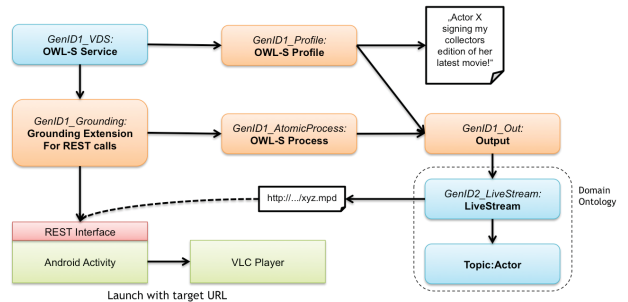 GenID1_VDS:
OWL-S Service
GenID1_Profile:
OWL-S Profile
„Actor X
signing my
collectors
edition of her
latest movie!“
GenID1_Grounding:
Grounding Extension
For REST calls
GenID1_AtomicProcess:
OWL-S Process
GenID1_Out:
Output
GenID2_LiveStream:
LiveStream
Domain
Ontology
http://.../xyz.mpd
REST Interface
Android Activity
VLC Player
Topic:Actor
Launch with target URL